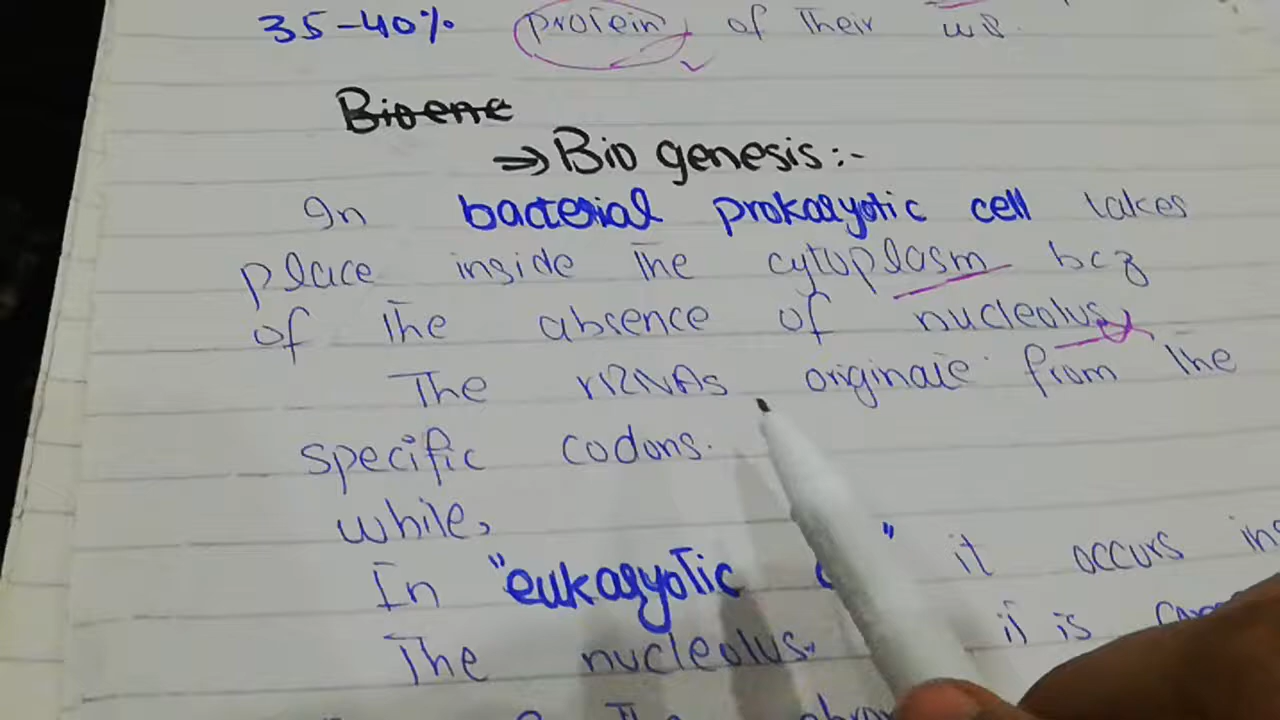 35-40% protein of their wt.
Bioene
⇒ Bio genesis:-
In bacterial prokaryotic cell takes
place inside the cytoplasm bcz
of the absence of nucleolus
The rRNAs originate from the
specific codons.
while,
In "eukaryotic " it occurs
The nucleolus. it is
The